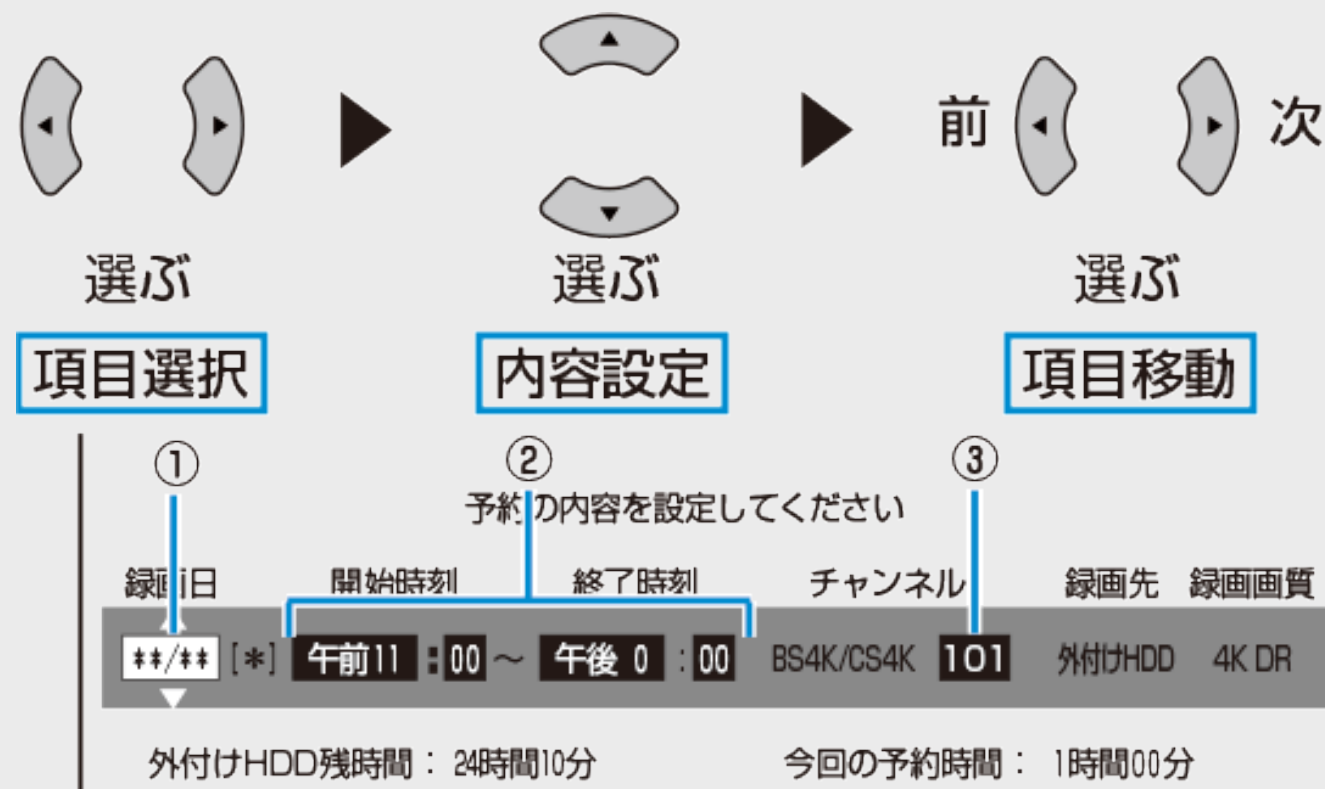 前 次
選ぶ 選ぶ 選ぶ
項目選択 内容設定 項目移動
① ② ③
予約の内容を設定してください
録画日 開始時刻 終了時刻 チャンネル 録画先 録画画質
**/** [*] 午前11:00～午後 0:00 BS4K/CS4K 101 外付けHDD 4K DR
外付けHDD残時間：24時間10分 今回の予約時間：1時間00分